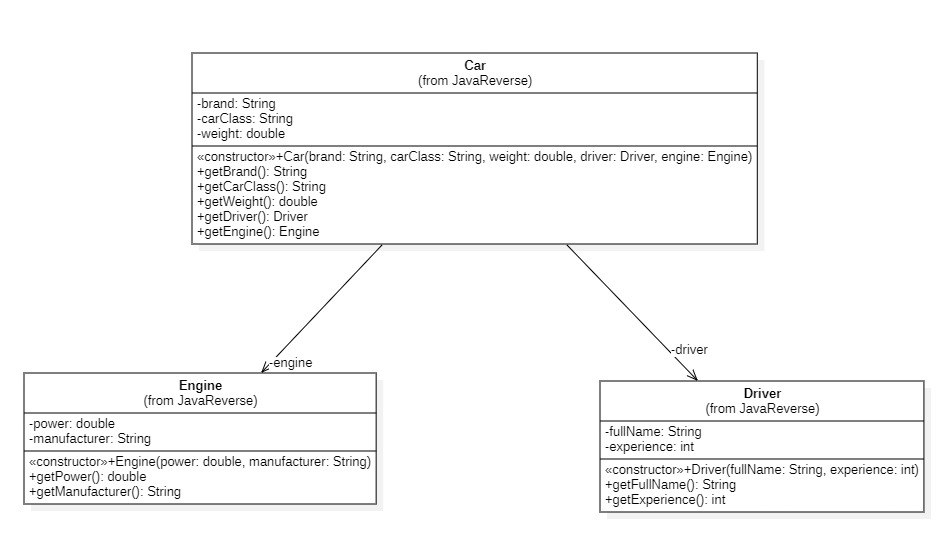 Car
(from JavaReverse)
-brand: String
-carClass: String
-weight: double
«constructor»+Car(brand: String, carClass: String, weight: double, driver: Driver, engine: Engine)
+getBrand(): String
+getCarClass(): String
+getWeight(): double
+getDriver(): Driver
+getEngine(): Engine
-engine
-driver
Engine
(from JavaReverse)
-power: double
-manufacturer: String
«constructor»+Engine(power: double, manufacturer: String)
+getPower(): double
+getManufacturer(): String
Driver
(from JavaReverse)
-fullName: String
-experience: int
«constructor»+Driver(fullName: String, experience: int)
+getFullName(): String
+getExperience(): int